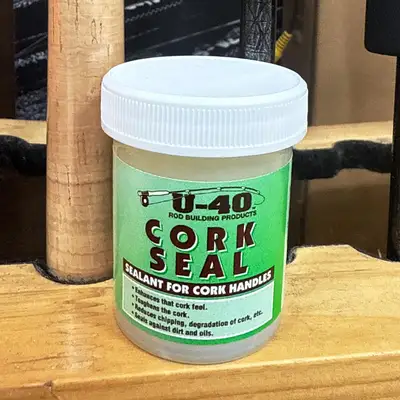 U-40™
ROD BUILDING PRODUCTS
CORK
SEAL
SEALANT FOR CORK HANDLES
• Enhances that cork feel.
• Toughens the cork.
• Reduces chipping, degradation of cork, etc.
• Seals against dirt and oils.